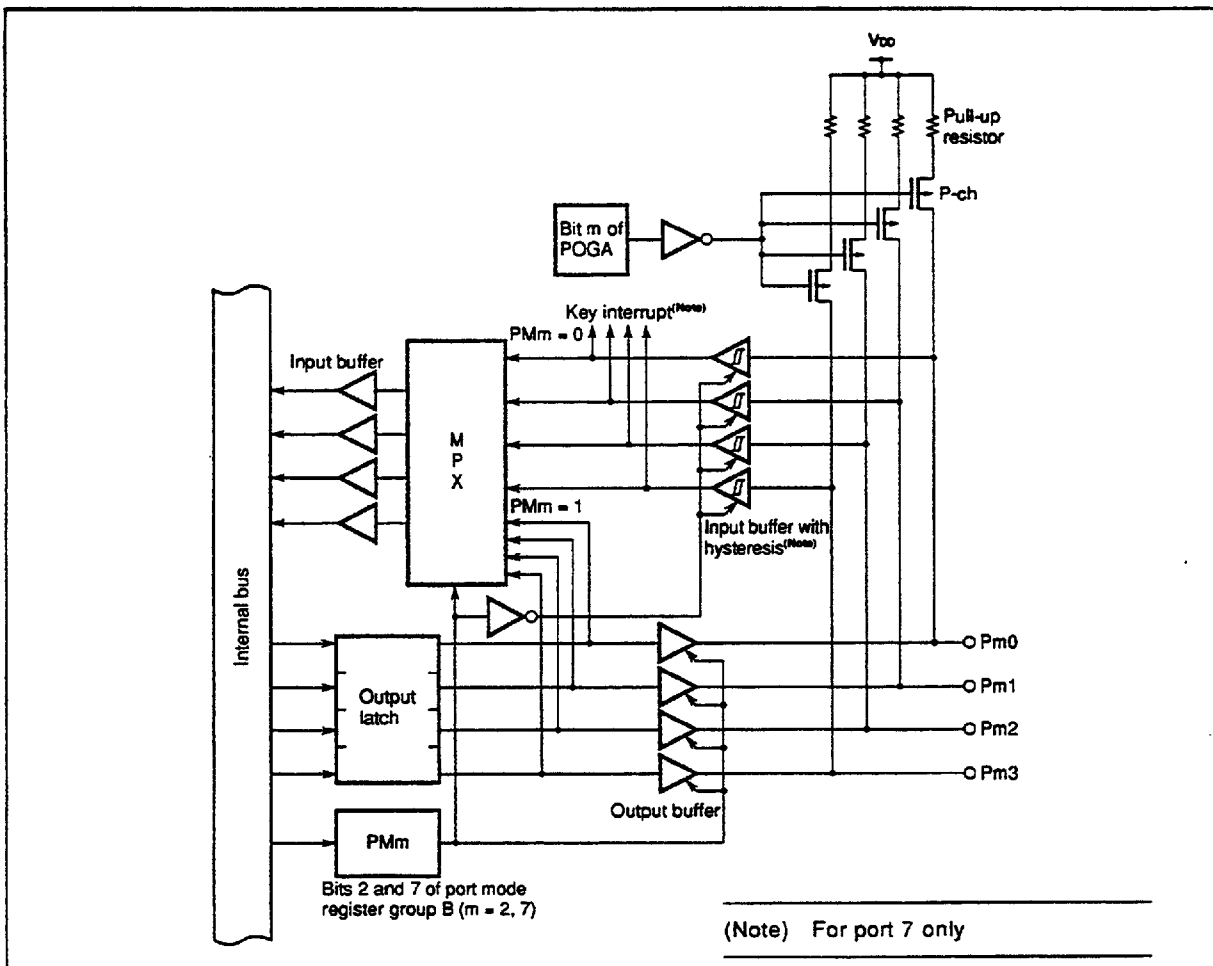 VDD
Pull-up
resistor
P-ch
Bit m of
POGA
Key interrupt(Note)
PMm = 0
Input buffer
M
P
X
PMm = 1
Input buffer with
hysteresis(Note)
Internal bus
Output
latch
Pm0
Pm1
Pm2
Pm3
Output buffer
PMm
Bits 2 and 7 of port mode
register group B (m = 2, 7)
(Note) For port 7 only